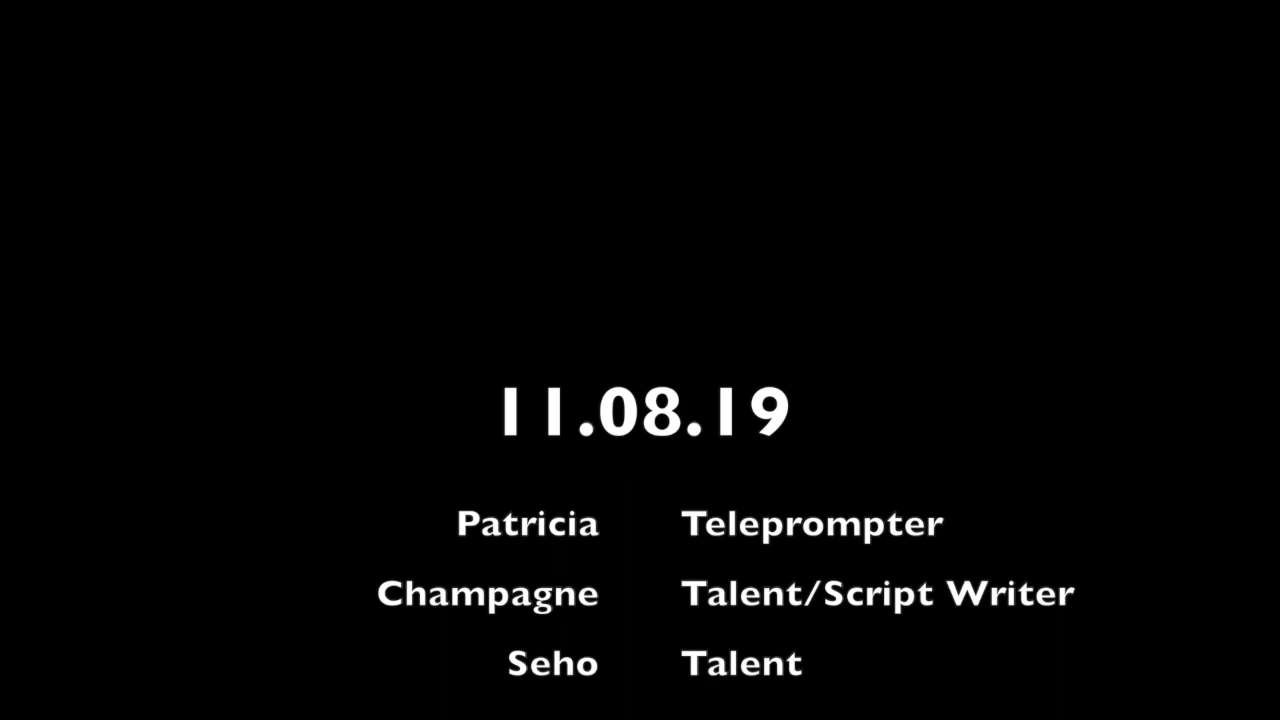 11.08.19
Patricia Teleprompter
Champagne Talent/Script Writer
Seho Talent